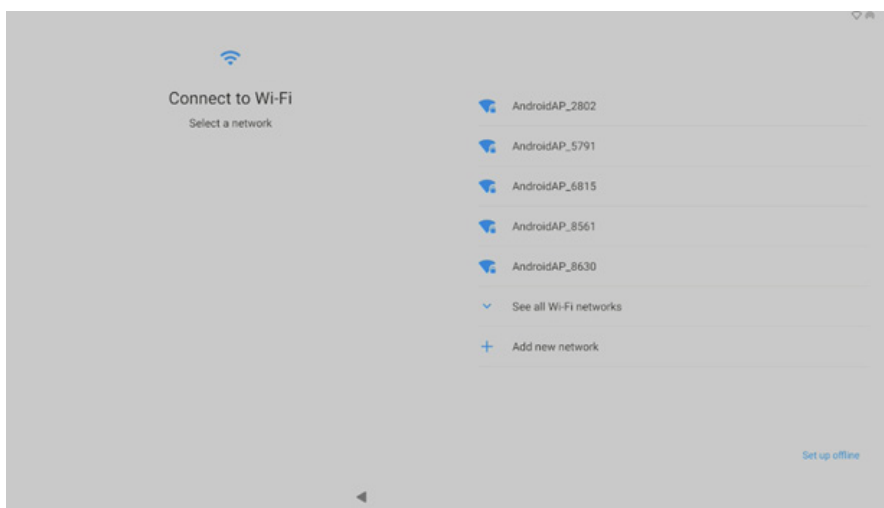 Connect to Wi-Fi
Select a network
AndroidAP_2802
AndroidAP_5791
AndroidAP_6815
AndroidAP_8561
AndroidAP_8630
See all Wi-Fi networks
Add new network
Set up offline